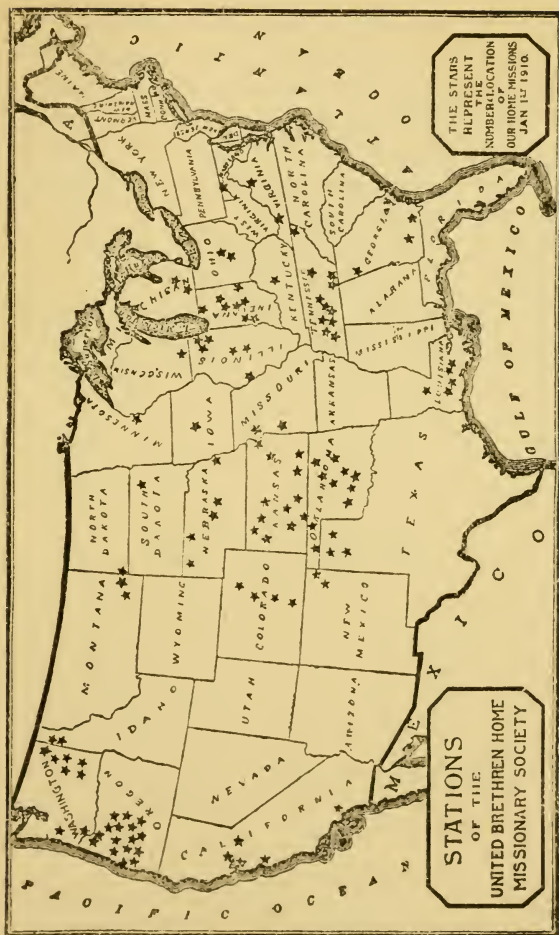 STATIONS
OF THE
UNITED BRETHREN HOME
MISSIONARY SOCIETY
THE STARS
REPRESENT
THE
NUMBER & LOCATION
OF
OUR HOME MISSIONS
JAN 1ST 1910.
PACIFIC OCEAN
WASHINGTON
OREGON
CALIFORNIA
NEVADA
IDAHO
MONTANA
WYOMING
UTAH
ARIZONA
COLORADO
NEW
MEXICO
NORTH
DAKOTA
SOUTH
DAKOTA
NEBRASKA
KANSAS
OKLAHOMA
TEXAS
MINNESOTA
IOWA
MISSOURI
ARKANSAS
LOUISIANA
WISCONSIN
ILLINOIS
Superior
MICHIGAN
INDIANA
OHIO
KENTUCKY
TENNESSEE
MISSISSIPPI
ALABAMA
GEORGIA
FLORIDA
SOUTH
CAROLINA
NORTH
CAROLINA
VIRGINIA
WEST
VIRGINIA
PENNSYLVANIA
NEW YORK
VERMONT
MASS
CONN
MAINE
MEXICO
GULF OF MEXICO